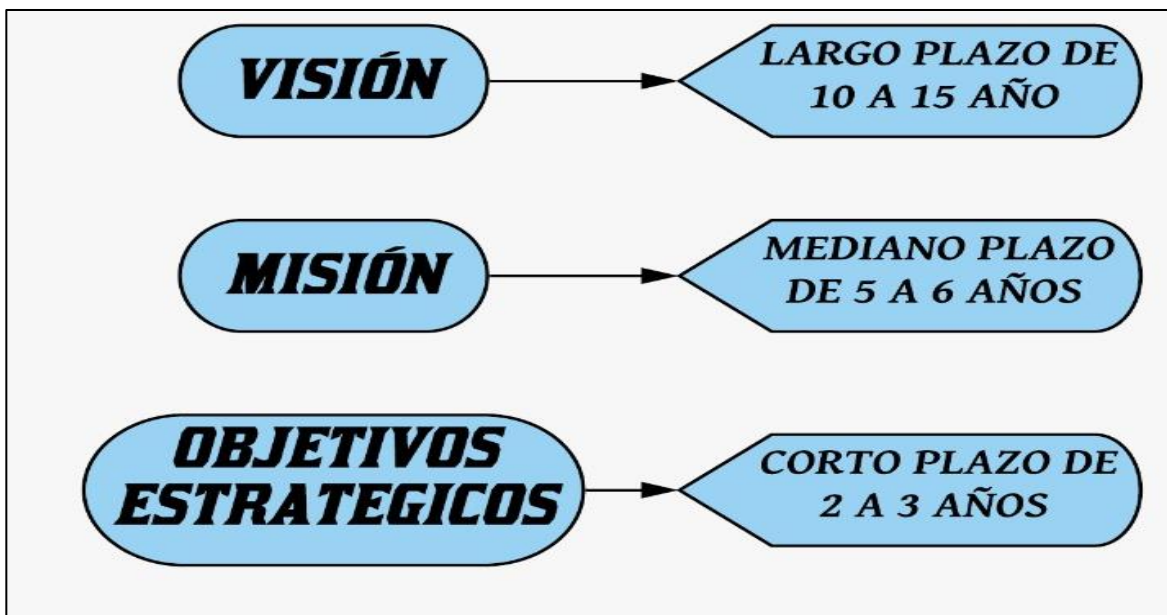 VISIÓN
LARGO PLAZO DE
10 A 15 AÑO
MISIÓN
MEDIANO PLAZO
DE 5 A 6 AÑOS
OBJETIVOS
ESTRATEGICOS
CORTO PLAZO DE
2 A 3 AÑOS